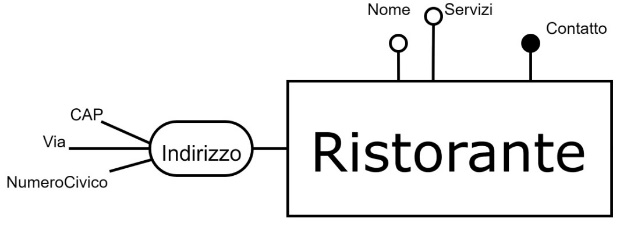 Nome
Servizi
Contatto
CAP
Via
Indirizzo
Ristorante
NumeroCivico